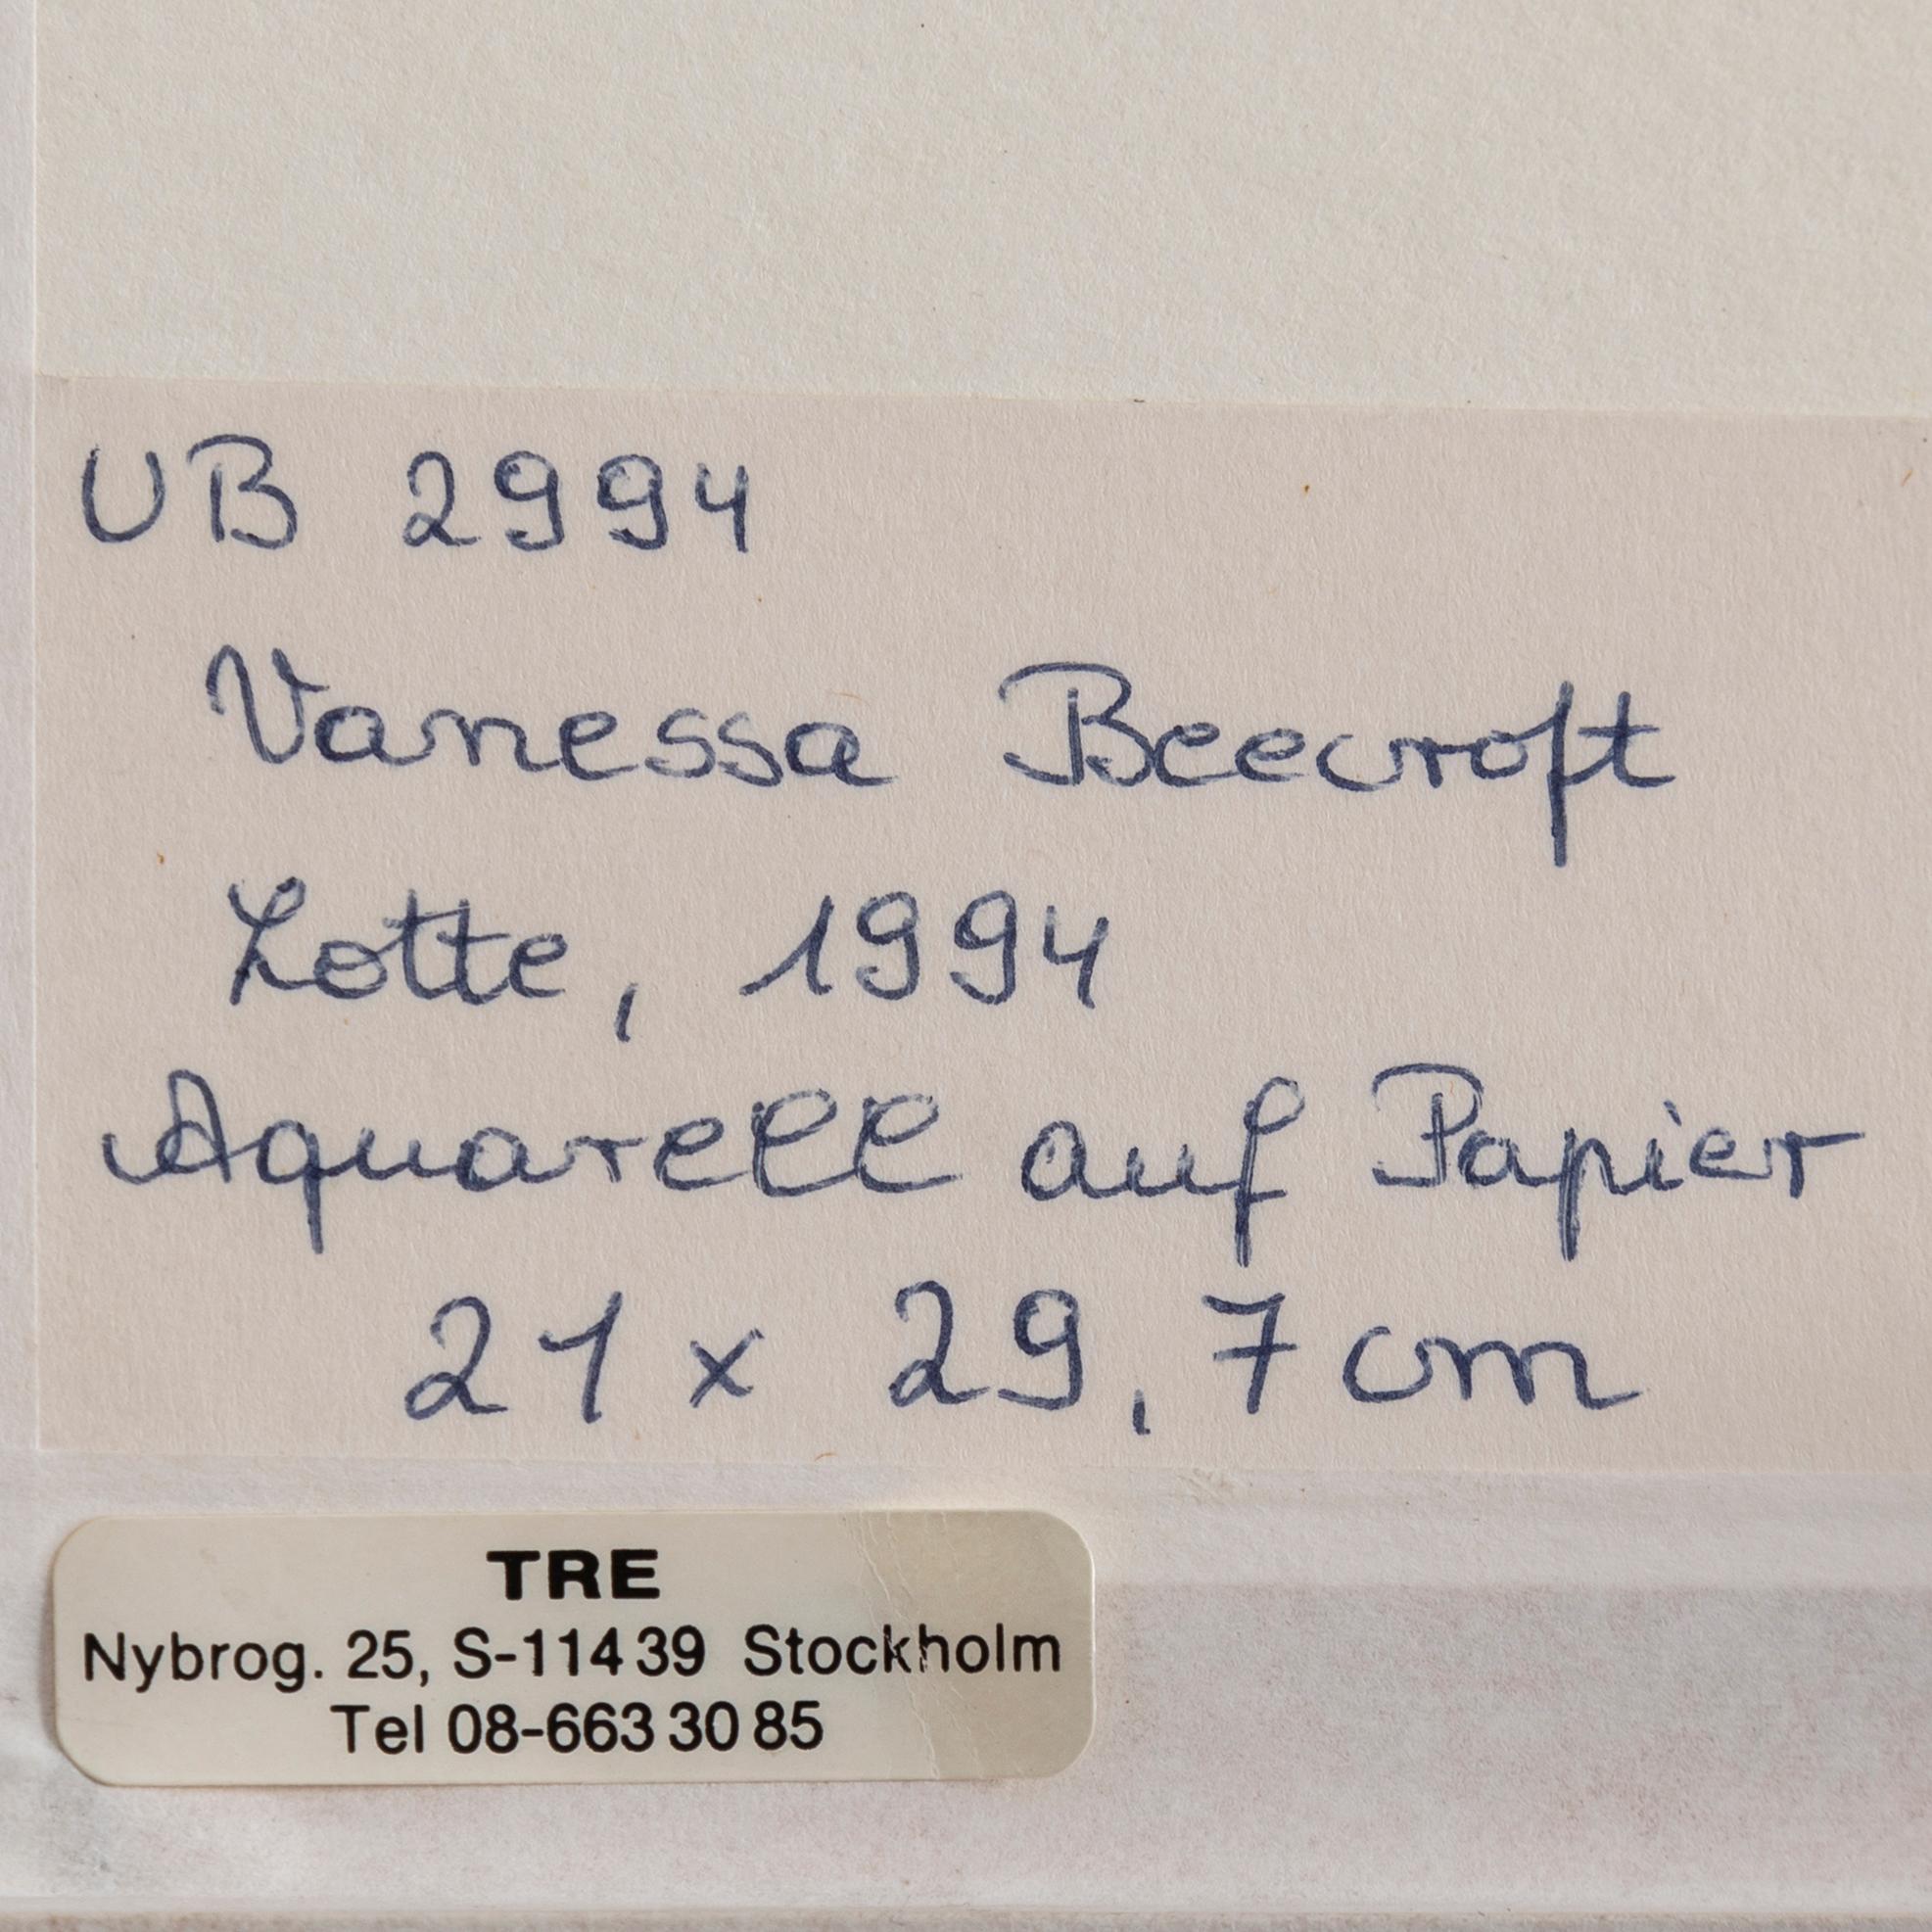 UB 2994
Vanessa Beecroft
Lotte, 1994
Aquarell auf Papier
21 x 29,7 cm
TRE
Nybrog. 25, S-114 39 Stockholm
Tel 08-663 30 85